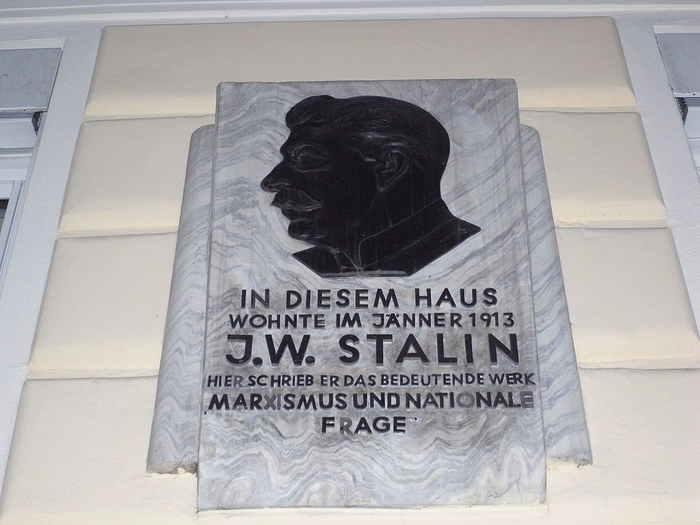 IN DIESEM HAUS
WOHNTE IM JÄNNER 1913
J.W. STALIN
HIER SCHRIEB ER DAS BEDEUTENDE WERK
MARXISMUS UND NATIONALE
FRAGE